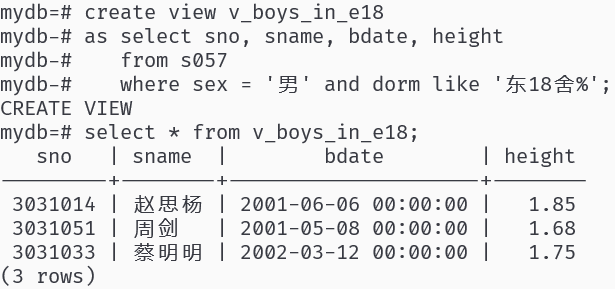 mydb=# create view v_boys_in_e18
mydb-# as select sno, sname, bdate, height
mydb-#    from s057
mydb-#    where sex = '男' and dorm like '东18舍%';
CREATE VIEW
mydb=# select * from v_boys_in_e18;
   sno   | sname  |        bdate        | height
---------+--------+---------------------+--------
 3031014 | 赵思杨 | 2001-06-06 00:00:00 |   1.85
 3031051 | 周剑   | 2001-05-08 00:00:00 |   1.68
 3031033 | 蔡明明 | 2002-03-12 00:00:00 |   1.75
(3 rows)